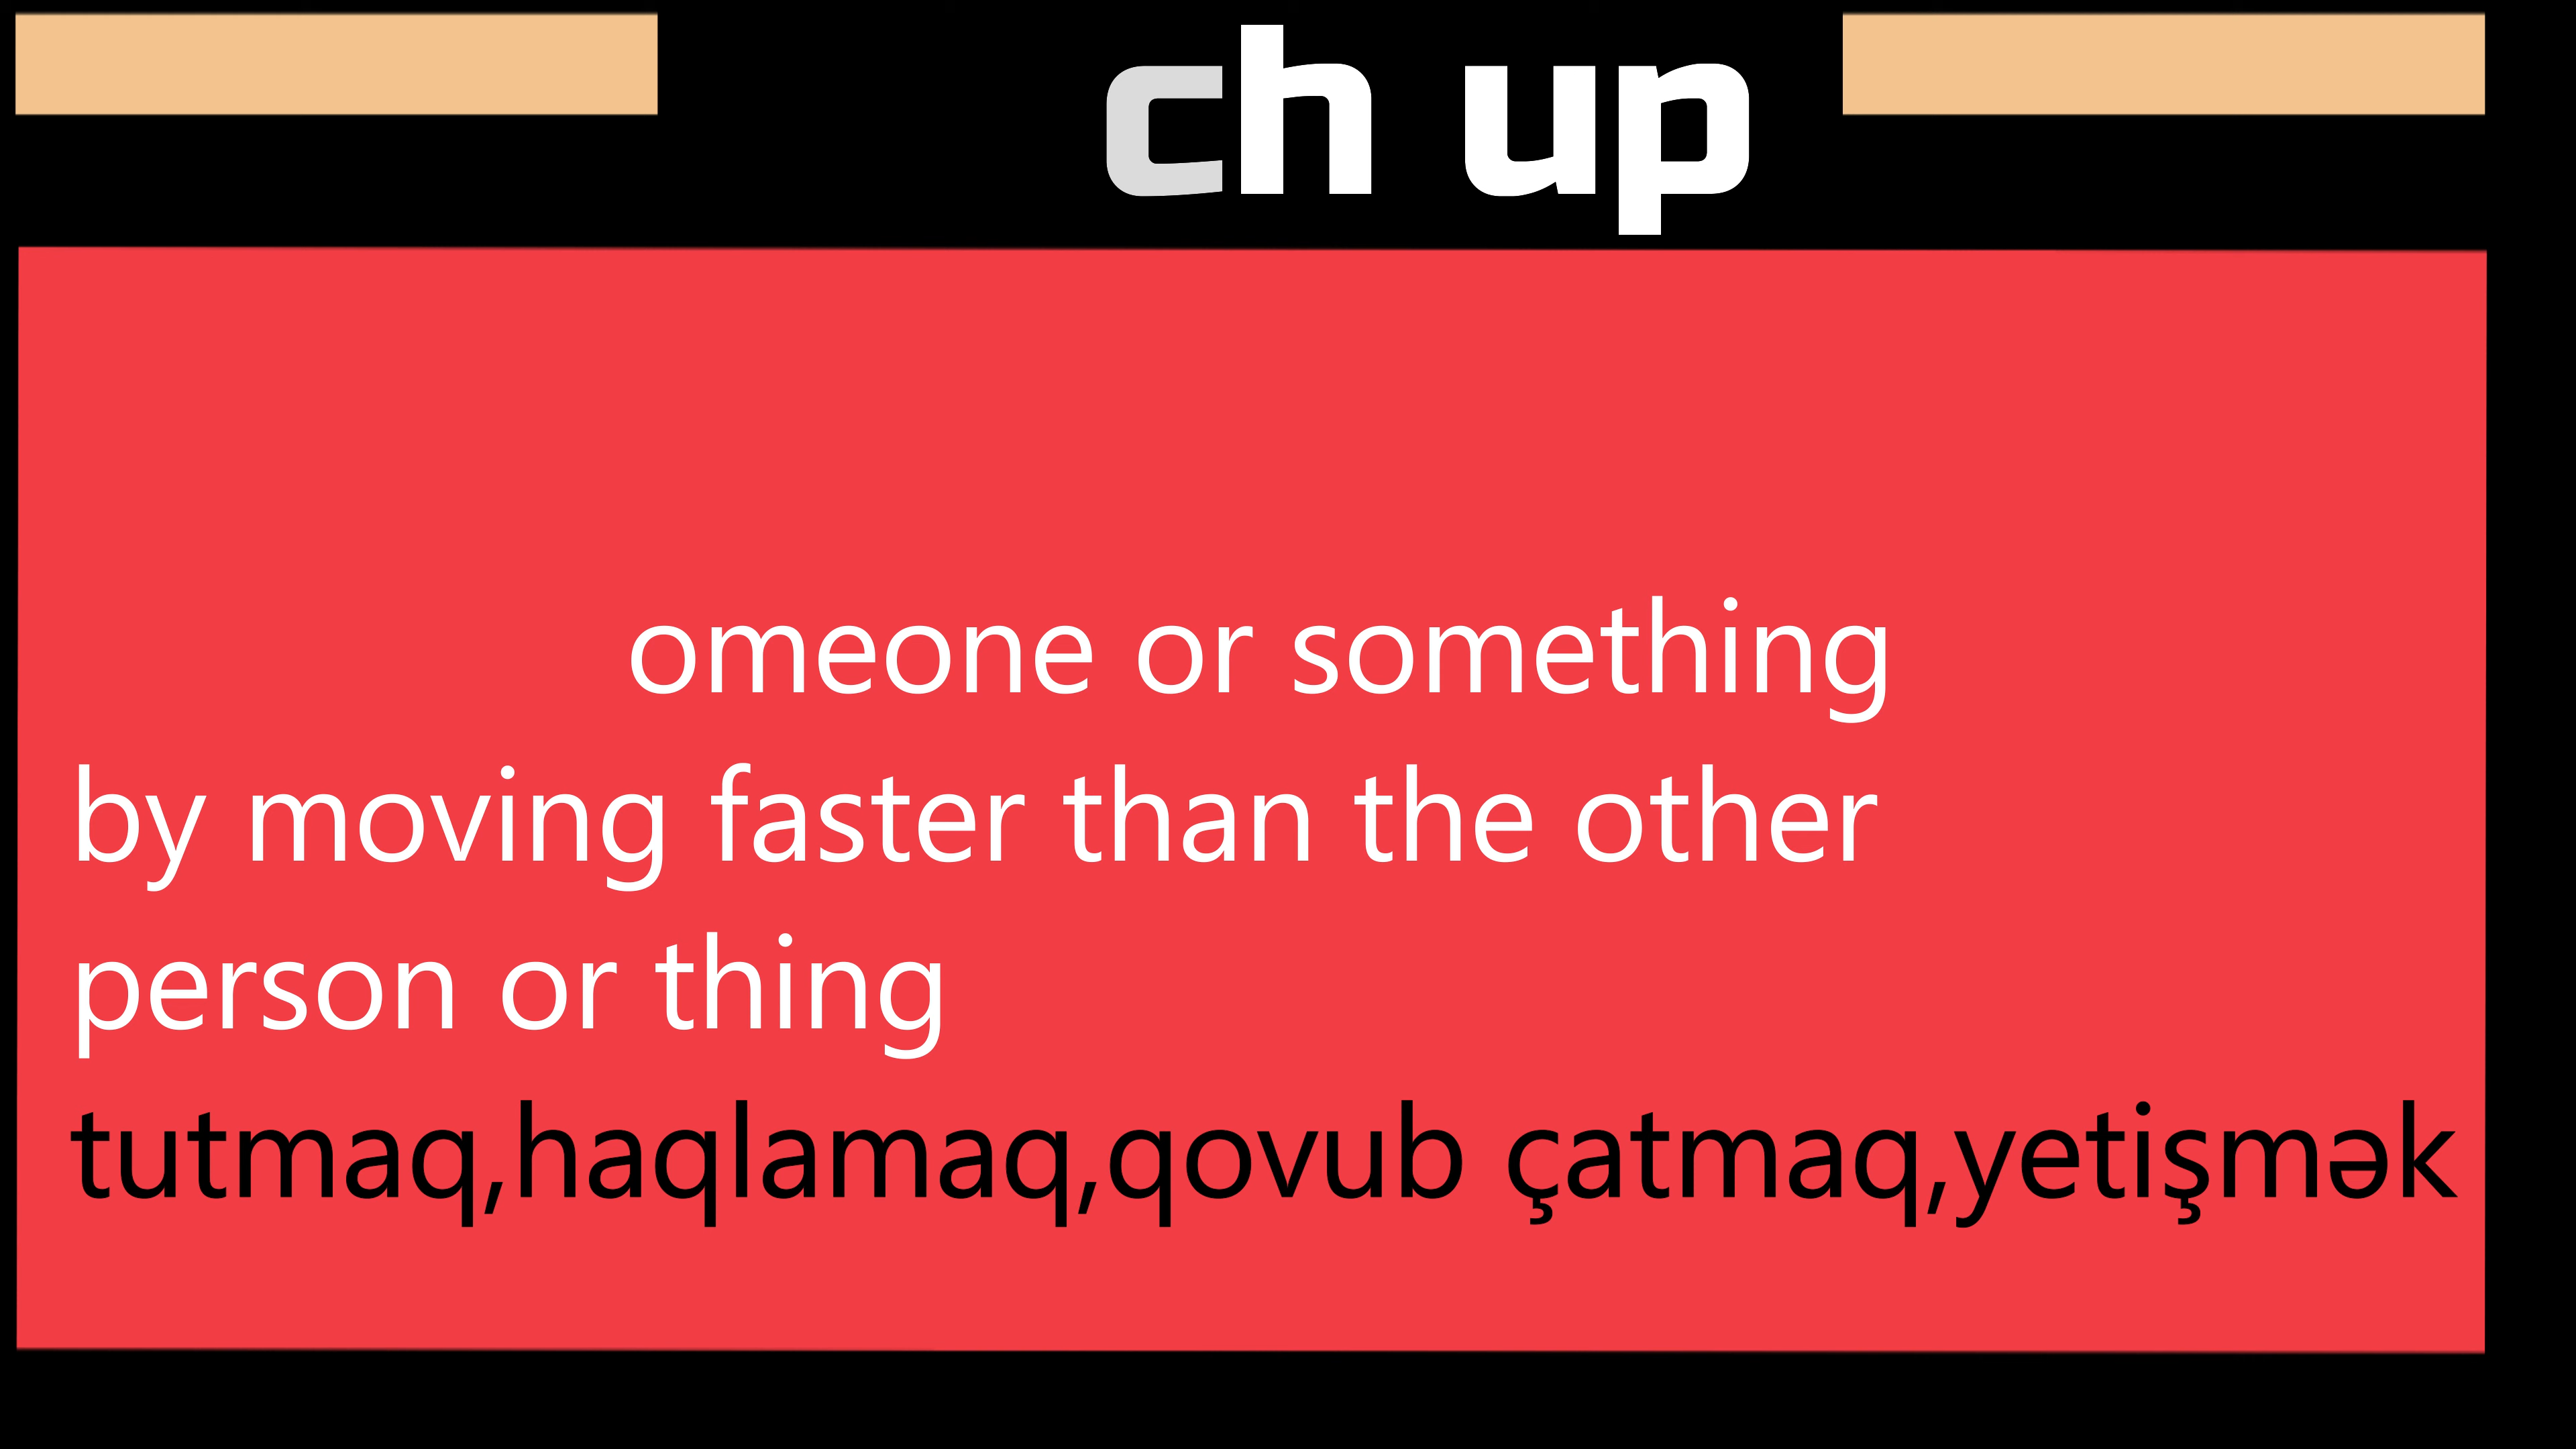 ch up
omeone or something
by moving faster than the other
person or thing
tutmaq,haqlamaq,qovub çatmaq,yetişmək